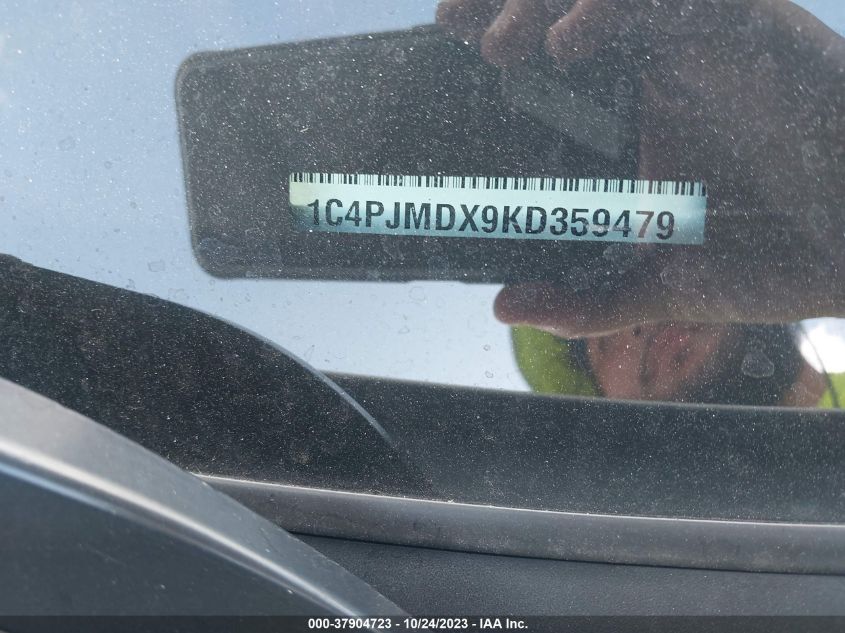 1C4PJMDX9KD359479
000-37904723 - 10/24/2023 - IAA Inc.